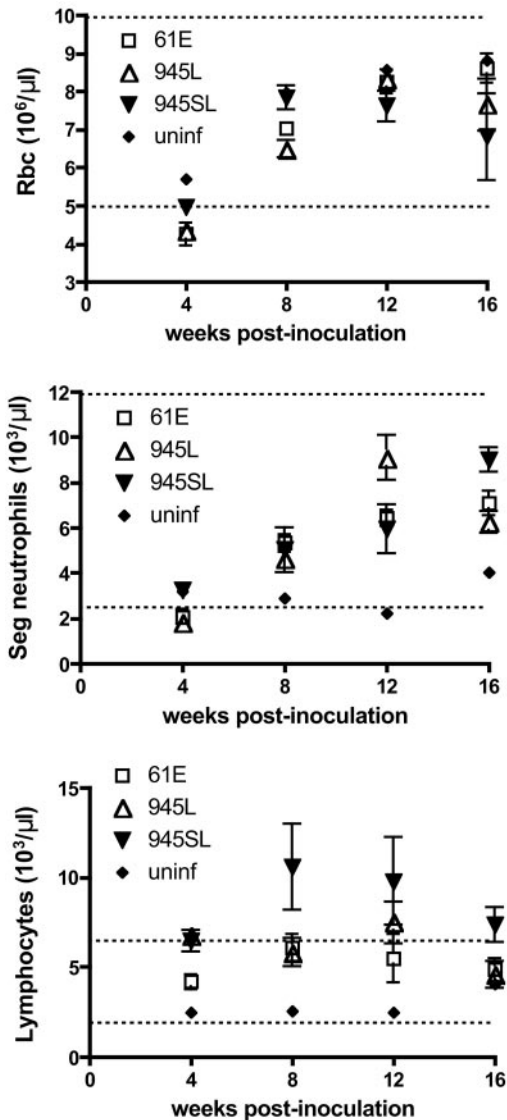 Rbc (10⁶/µl)
10
9
8
7
6
5
4
3
61E
945L
945SL
uninf
0
4
8
12
16
weeks post-inoculation
Seg neutrophils (10³/µl)
12
10
8
6
4
2
0
61E
945L
945SL
uninf
0
4
8
12
16
weeks post-inoculation
Lymphocytes (10³/µl)
15
10
5
0
61E
945L
945SL
uninf
0
4
8
12
16
weeks post-inoculation